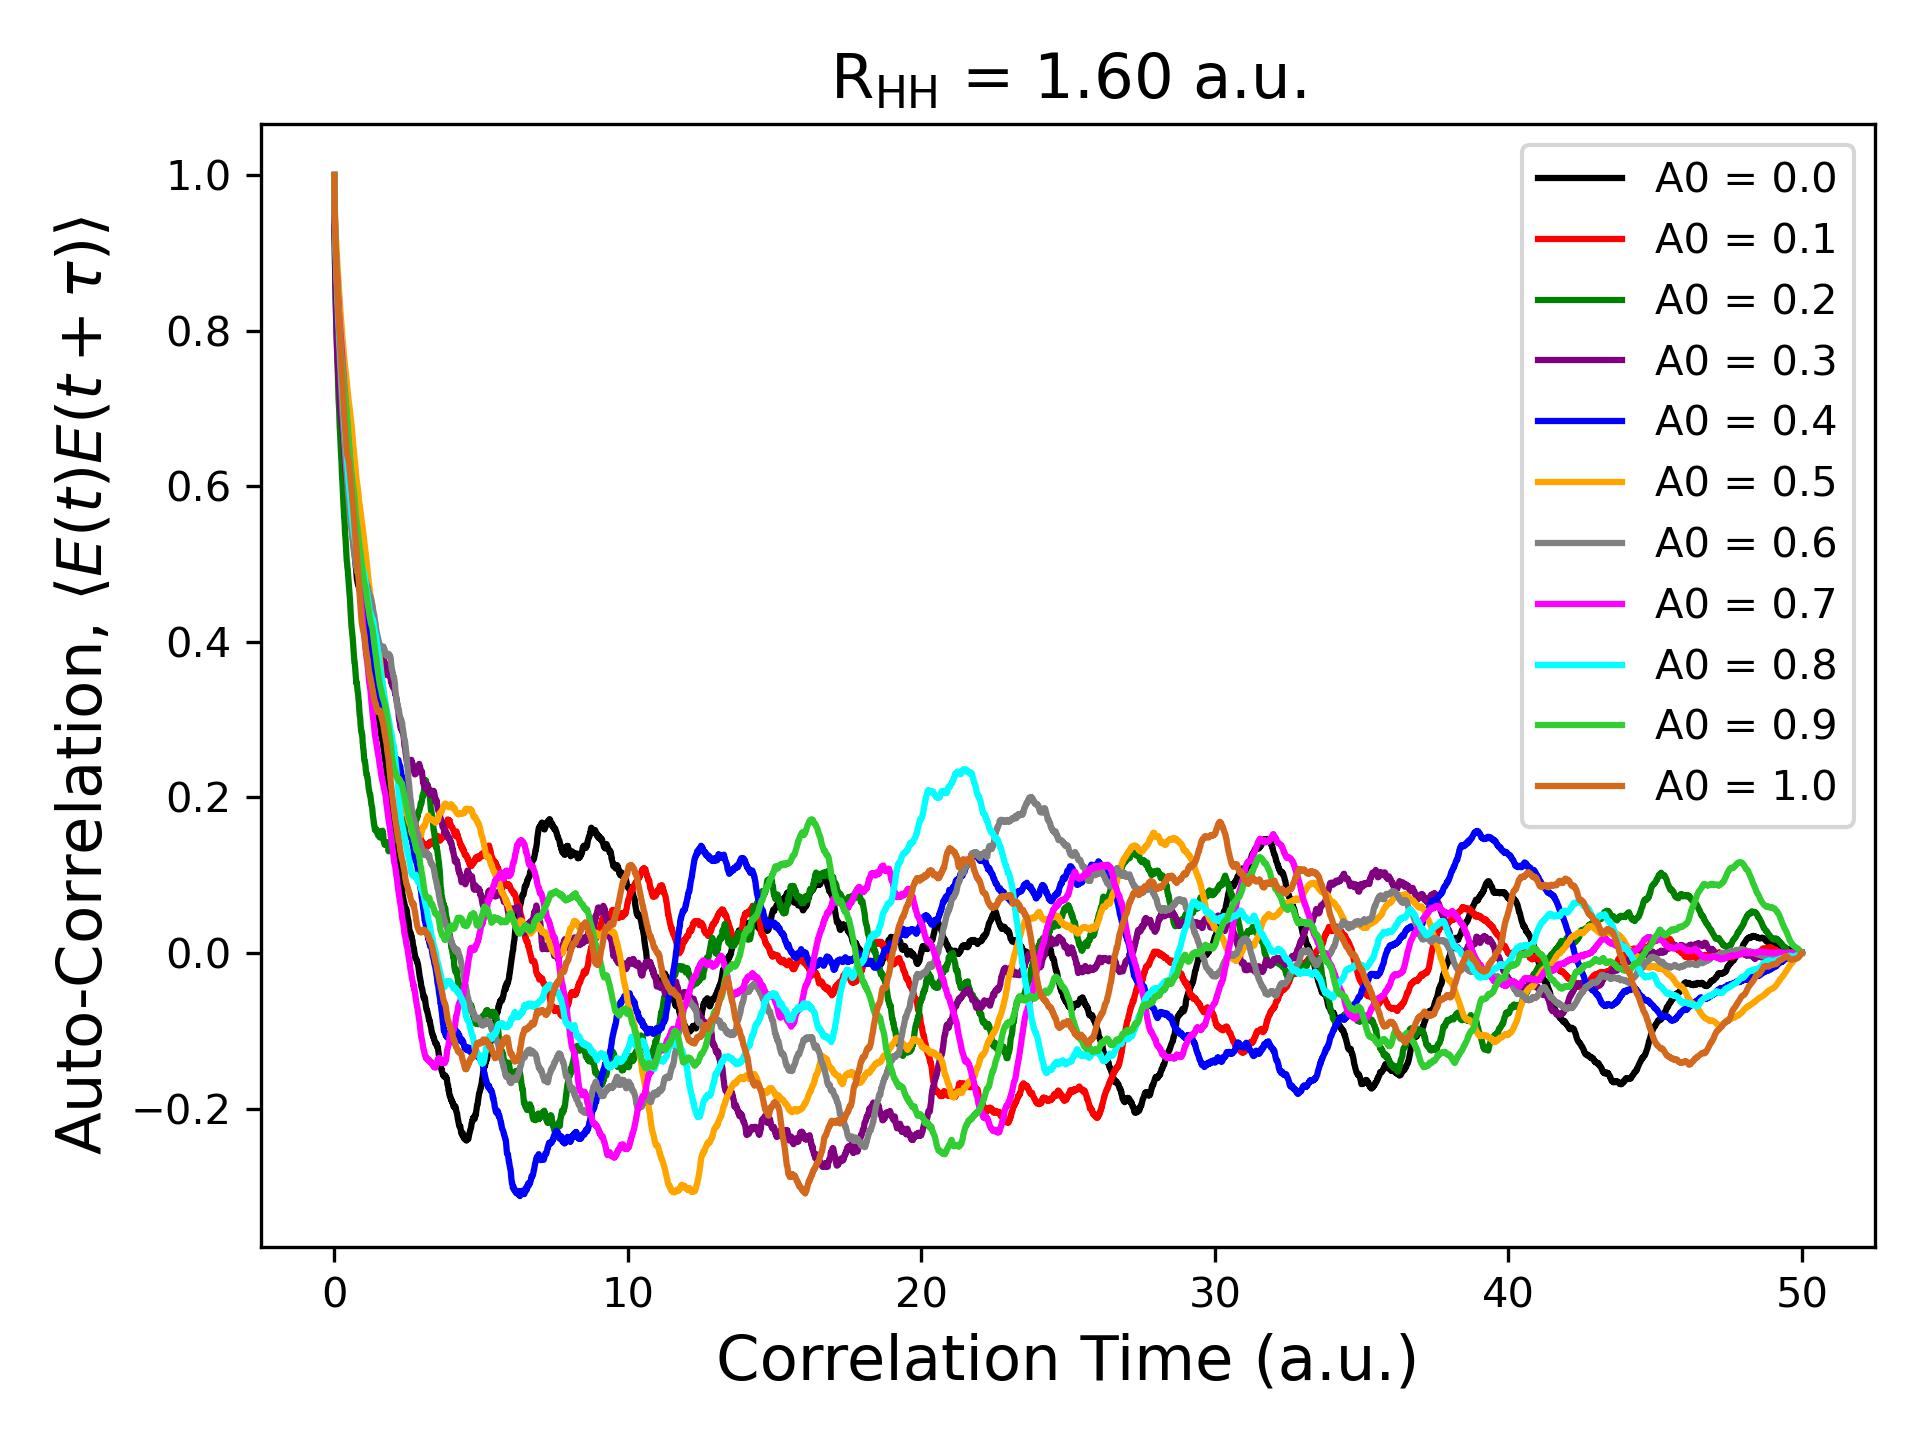 R_HH = 1.60 a.u.
Auto-Correlation, ⟨E(t)E(t + τ)⟩
1.0
0.8
0.6
0.4
0.2
0.0
−0.2
A0 = 0.0
A0 = 0.1
A0 = 0.2
A0 = 0.3
A0 = 0.4
A0 = 0.5
A0 = 0.6
A0 = 0.7
A0 = 0.8
A0 = 0.9
A0 = 1.0
0 10 20 30 40 50
Correlation Time (a.u.)